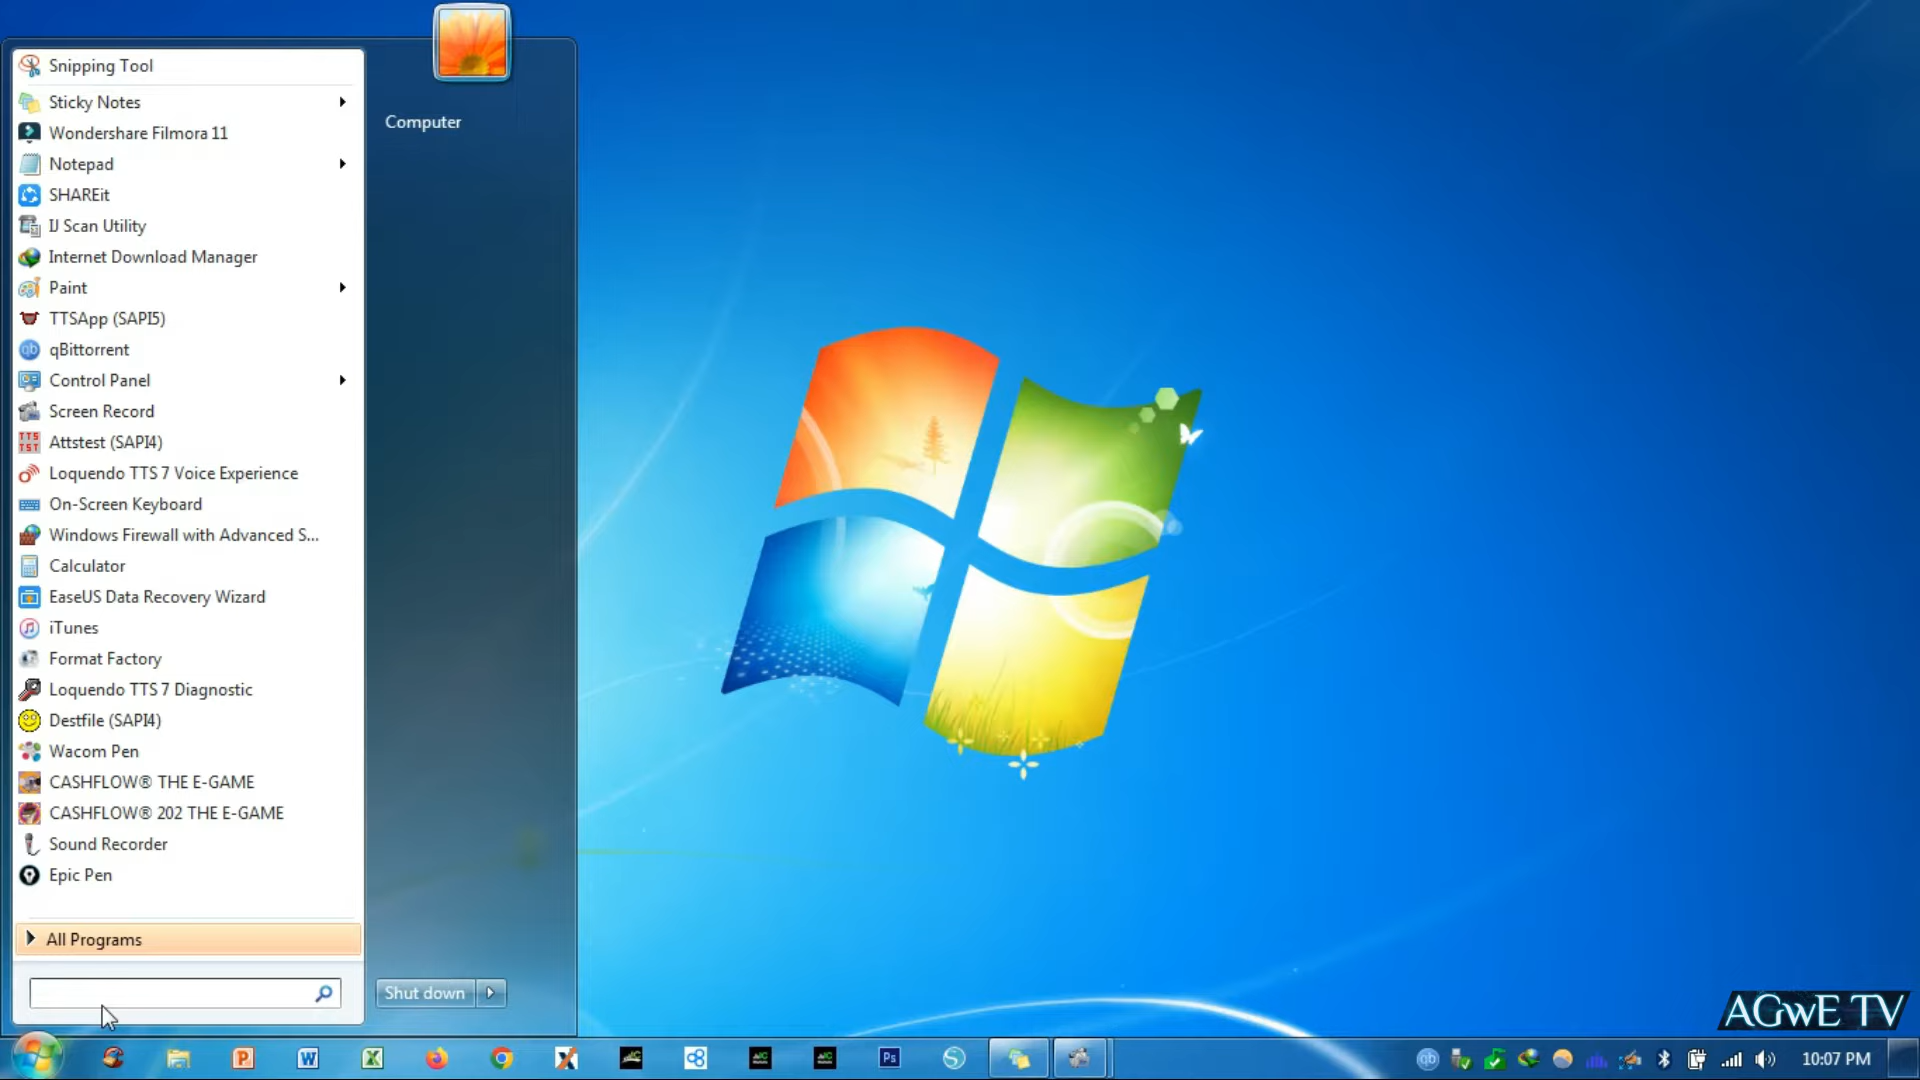 Snipping Tool
Sticky Notes
Wondershare Filmora 11
Notepad
SHAREit
IJ Scan Utility
Internet Download Manager
Paint
TTSApp (SAPI5)
qBittorrent
Control Panel
Screen Record
Attstest (SAPI4)
Loquendo TTS 7 Voice Experience
On-Screen Keyboard
Windows Firewall with Advanced S...
Calculator
EaseUS Data Recovery Wizard
iTunes
Format Factory
Loquendo TTS 7 Diagnostic
Destfile (SAPI4)
Wacom Pen
CASHFLOW® THE E-GAME
CASHFLOW® 202 THE E-GAME
Sound Recorder
Epic Pen
All Programs
Computer
Shut down
AGwE TV
10:07 PM